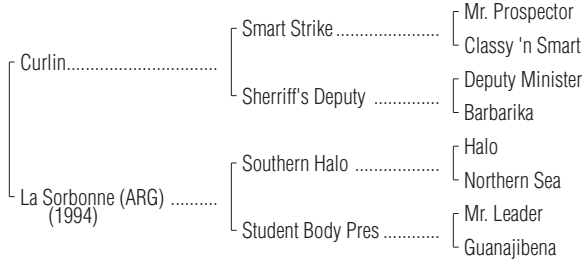 Mr. Prospector
Smart Strike ......................
Classy 'n Smart
Curlin................................
Deputy Minister
Sherriff's Deputy ..............
Barbarika
Halo
Southern Halo ..................
Northern Sea
La Sorbonne (ARG) ..........
(1994)
Mr. Leader
Student Body Pres ............
Guanajibena